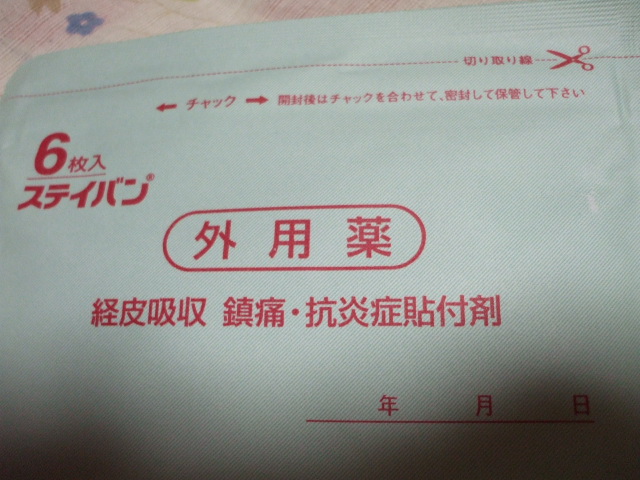 切り取り線
← チャック → 開封後はチャックを合わせて、密封して保管して下さい
6枚入
ステイバン®
外用薬
経皮吸収 鎮痛・抗炎症貼付剤
年 月 日